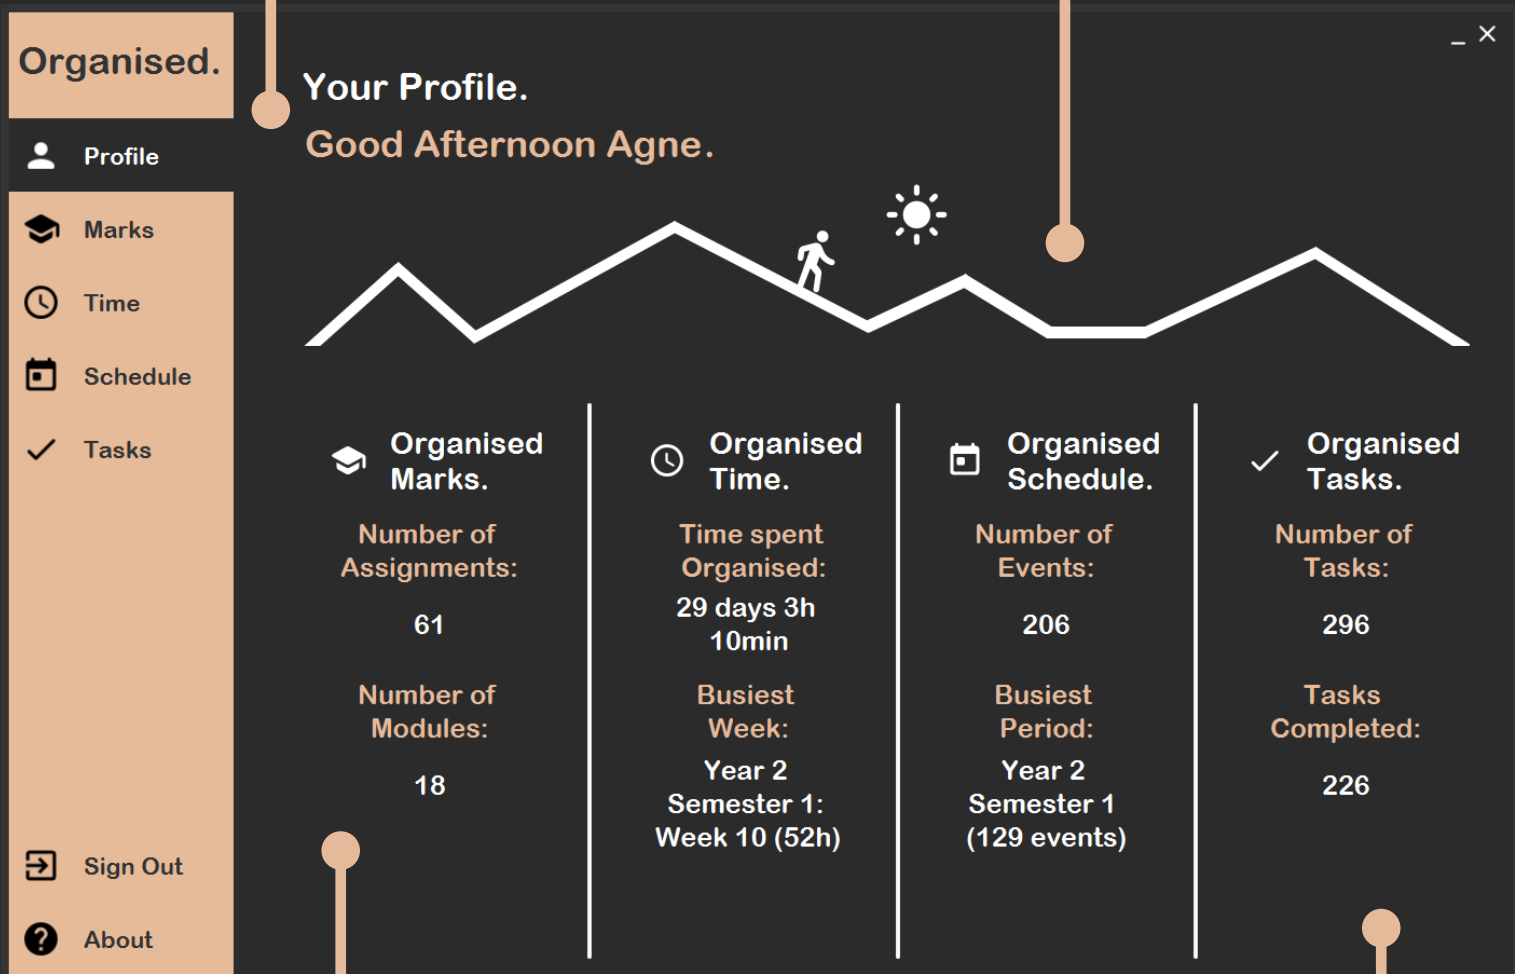 Organised.
Profile
Marks
Time
Schedule
Tasks
Sign Out
About
Your Profile.
Good Afternoon Agne.
Organised
Marks.
Number of
Assignments:
61
Number of
Modules:
18
Organised
Time.
Time spent
Organised:
29 days 3h
10min
Busiest
Week:
Year 2
Semester 1:
Week 10 (52h)
Organised
Schedule.
Number of
Events:
206
Busiest
Period:
Year 2
Semester 1
(129 events)
Organised
Tasks.
Number of
Tasks:
296
Tasks
Completed:
226